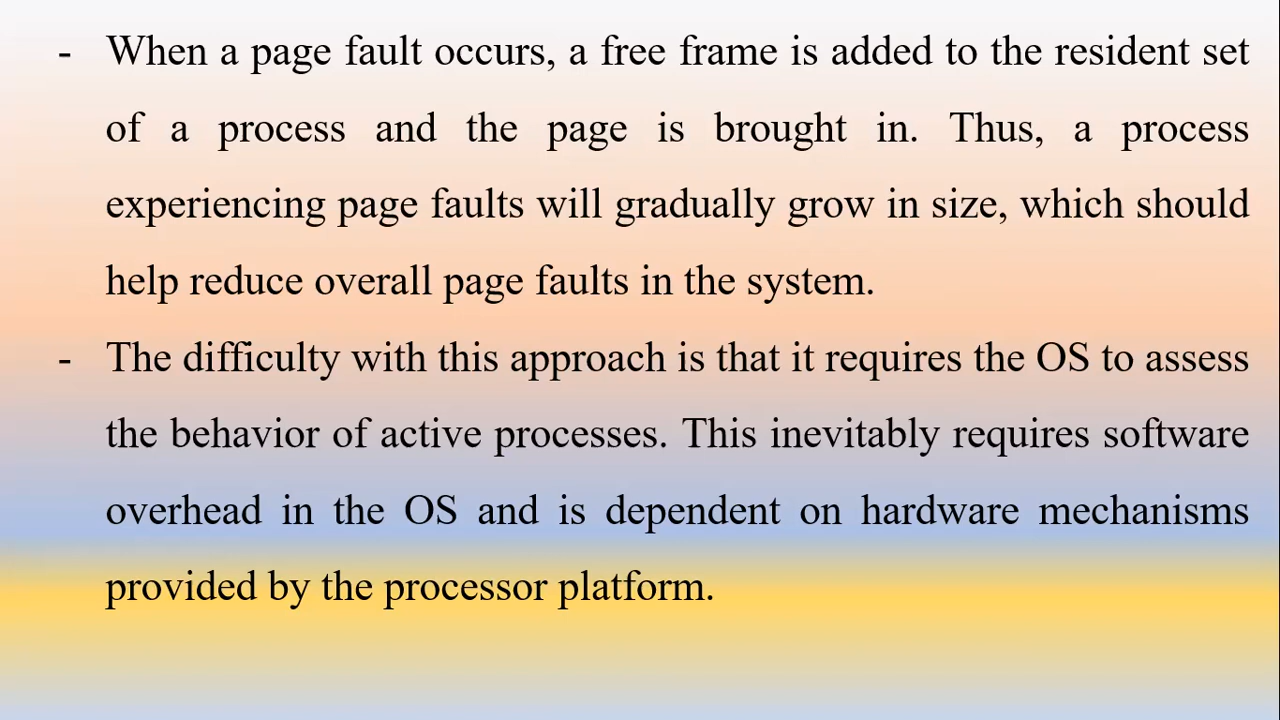 - When a page fault occurs, a free frame is added to the resident set
of a process and the page is brought in. Thus, a process
experiencing page faults will gradually grow in size, which should
help reduce overall page faults in the system.
- The difficulty with this approach is that it requires the OS to assess
the behavior of active processes. This inevitably requires software
overhead in the OS and is dependent on hardware mechanisms
provided by the processor platform.